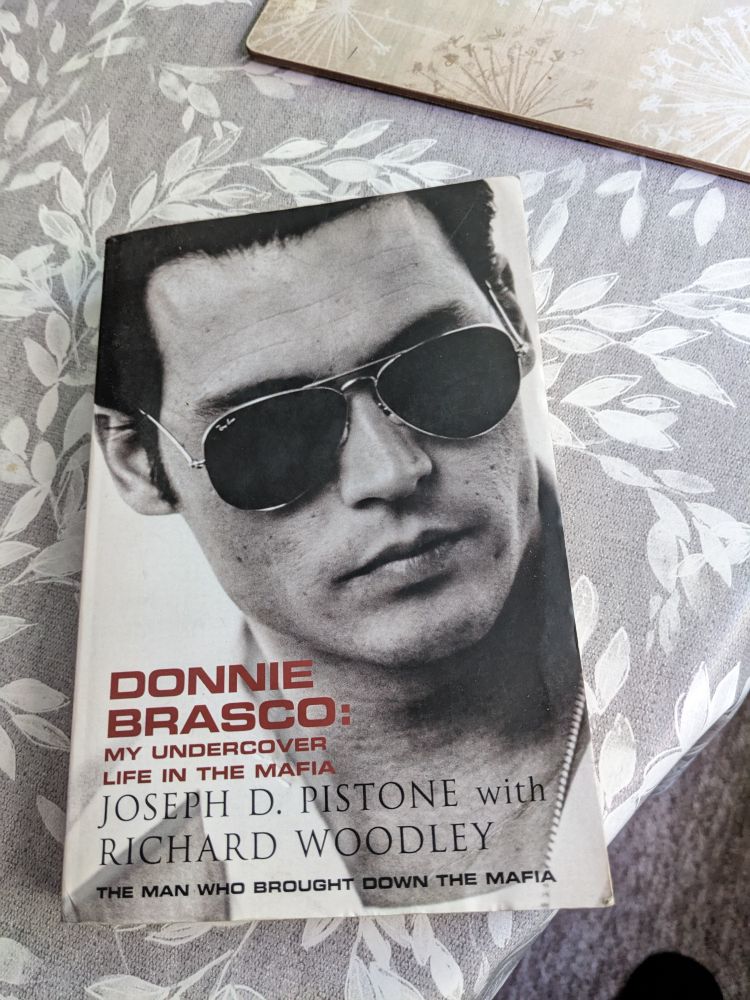 Ray-Ban
DONNIE
BRASCO:
MY UNDERCOVER
LIFE IN THE MAFIA
JOSEPH D. PISTONE with
RICHARD WOODLEY
THE MAN WHO BROUGHT DOWN THE MAFIA